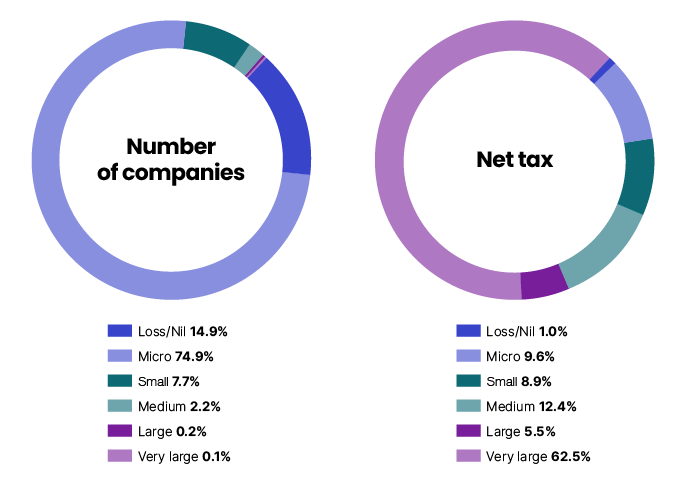 Number
of companies
Loss/Nil 14.9%
Micro 74.9%
Small 7.7%
Medium 2.2%
Large 0.2%
Very large 0.1%
Net tax
Loss/Nil 1.0%
Micro 9.6%
Small 8.9%
Medium 12.4%
Large 5.5%
Very large 62.5%